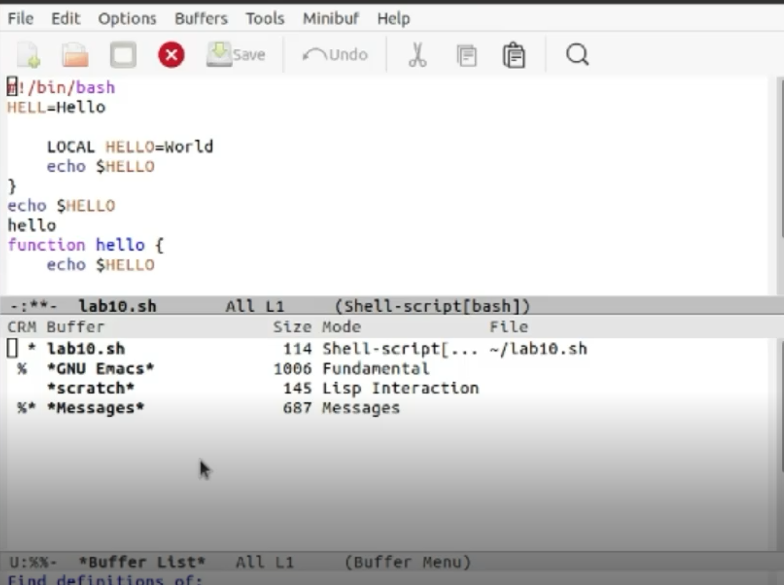 File Edit Options Buffers Tools Minibuf Help
Save Undo
#!/bin/bash
HELL=Hello
LOCAL HELLO=World
echo $HELLO
}
echo $HELLO
hello
function hello {
echo $HELLO
-:**- lab10.sh All L1 (Shell-script[bash])
CRM Buffer Size Mode File
* lab10.sh 114 Shell-script[... ~/lab10.sh
% *GNU Emacs* 1006 Fundamental
*scratch* 145 Lisp Interaction
%* *Messages* 687 Messages
U:%%- *Buffer List* All L1 (Buffer Menu)
Find definitions of: